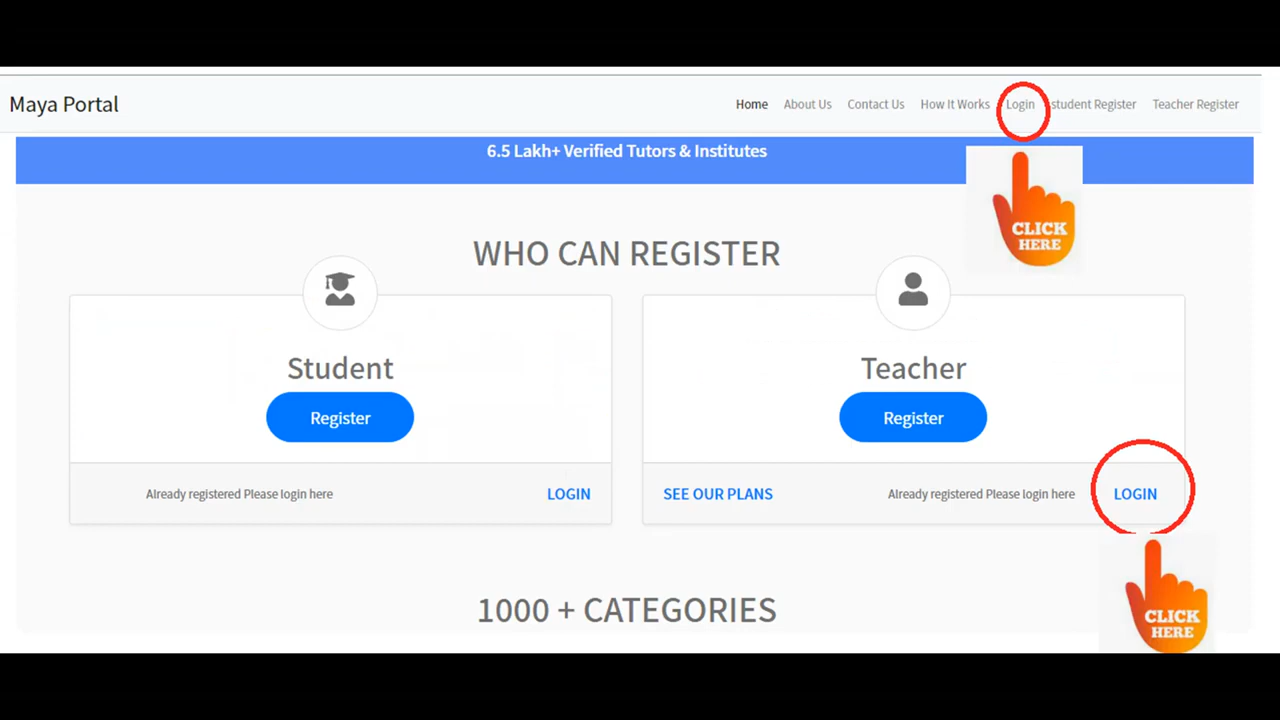 Maya Portal
Home About Us Contact Us How It Works Login Student Register Teacher Register
6.5 Lakh+ Verified Tutors & Institutes
CLICK
HERE
WHO CAN REGISTER
Student
Register
Already registered Please login here LOGIN
Teacher
Register
SEE OUR PLANS Already registered Please login here LOGIN
CLICK
HERE
1000 + CATEGORIES